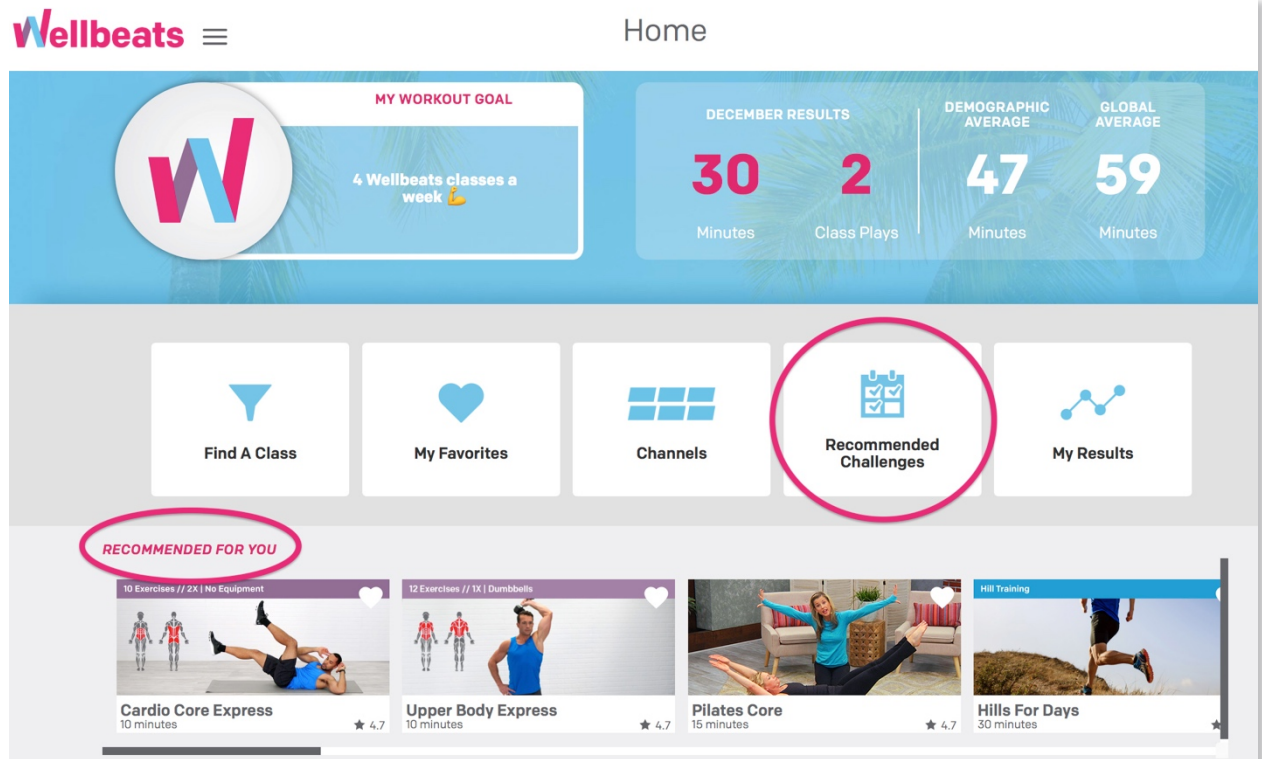 Wellbeats
Home
MY WORKOUT GOAL
4 Wellbeats classes a
week 💪
DECEMBER RESULTS
30
Minutes
2
Class Plays
DEMOGRAPHIC
AVERAGE
47
Minutes
GLOBAL
AVERAGE
59
Minutes
Find A Class
My Favorites
Channels
Recommended
Challenges
My Results
RECOMMENDED FOR YOU
10 Exercises // 2X | No Equipment
Cardio Core Express
10 minutes
★ 4.7
12 Exercises // 1X | Dumbbells
Upper Body Express
10 minutes
★ 4.7
Pilates Core
15 minutes
★ 4.7
Hill Training
Hills For Days
30 minutes